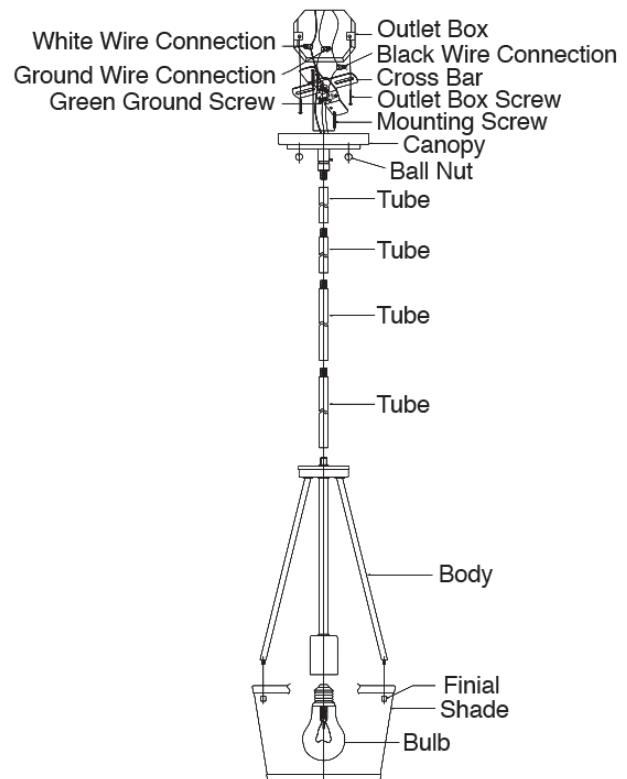 Outlet Box
White Wire Connection
Black Wire Connection
Ground Wire Connection
Cross Bar
Green Ground Screw
Outlet Box Screw
Mounting Screw
Canopy
Ball Nut
Tube
Tube
Tube
Tube
Body
Finial
Shade
Bulb